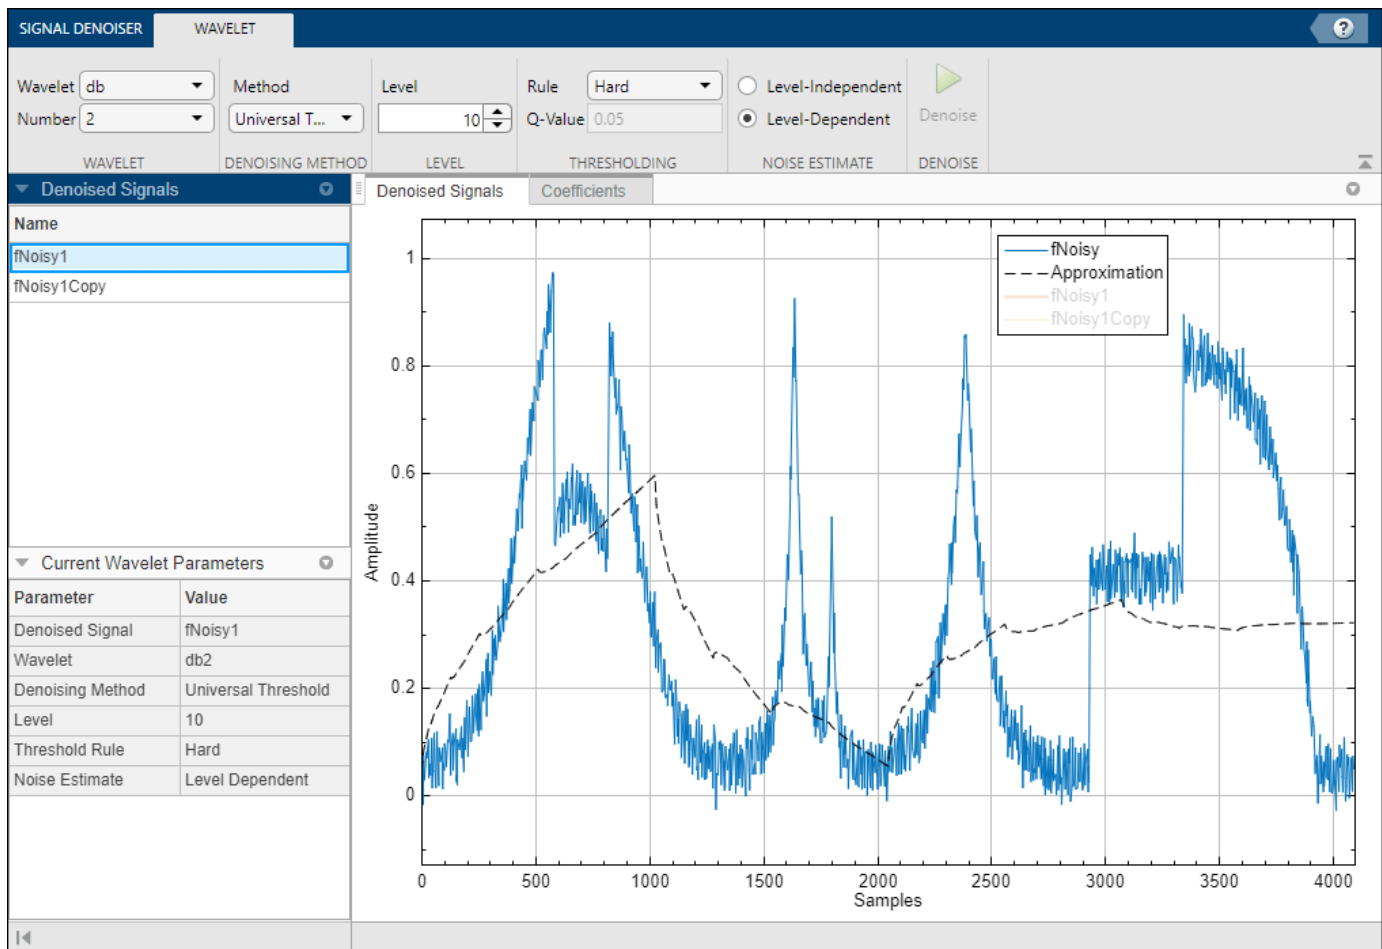 SIGNAL DENOISER WAVELET ?
Wavelet db Method Level Rule Hard Level-Independent
Number 2 Universal T... 10 Q-Value 0.05 Level-Dependent Denoise
WAVELET DENOISING METHOD LEVEL THRESHOLDING NOISE ESTIMATE DENOISE
Denoised Signals
Name
fNoisy1
fNoisy1Copy
Current Wavelet Parameters
Parameter Value
Denoised Signal fNoisy1
Wavelet db2
Denoising Method Universal Threshold
Level 10
Threshold Rule Hard
Noise Estimate Level Dependent
Denoised Signals Coefficients
fNoisy
Approximation
fNoisy1
fNoisy1Copy
1
0.8
0.6
0.4
0.2
0
Amplitude
0 500 1000 1500 2000 2500 3000 3500 4000
Samples